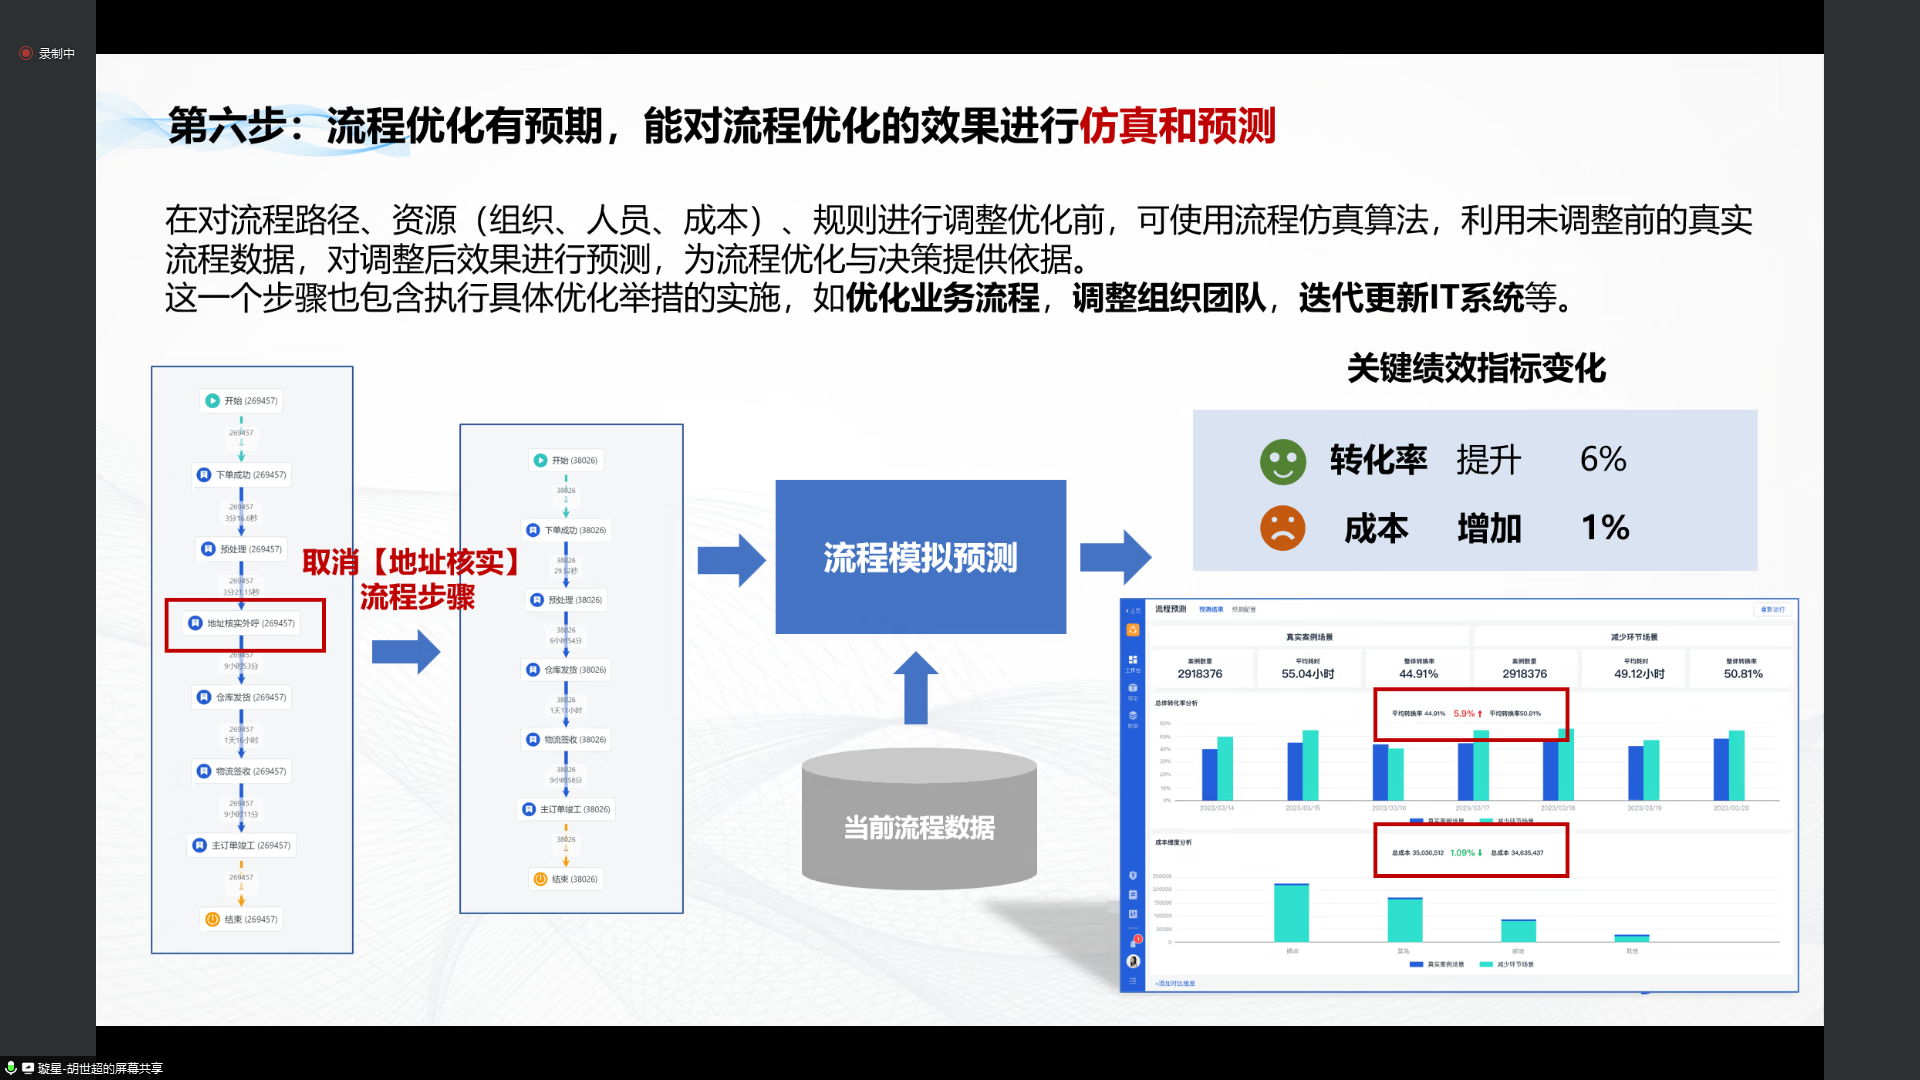 录制中
第六步：流程优化有预期，能对流程优化的效果进行仿真和预测
在对流程路径、资源（组织、人员、成本）、规则进行调整优化前，可使用流程仿真算法，利用未调整前的真实
流程数据，对调整后效果进行预测，为流程优化与决策提供依据。
这一个步骤也包含执行具体优化举措的实施，如优化业务流程，调整组织团队，迭代更新IT系统等。
开始 (269457)
269457
下单成功 (269457)
269457
3分16.6秒
预处理 (269457)
269457
3分21.15秒
地址核实外呼 (269457)
269457
9小时53分
仓库发货 (269457)
269457
1天16小时
物流签收 (269457)
269457
9小时11分
主订单竣工 (269457)
269457
结束 (269457)
取消【地址核实】
流程步骤
开始 (38026)
38026
下单成功 (38026)
38026
29.52秒
预处理 (38026)
38026
6小时54分
仓库发货 (38026)
38026
1天11小时
物流签收 (38026)
38026
9小时58分
主订单竣工 (38026)
38026
结束 (38026)
流程模拟预测
当前流程数据
关键绩效指标变化
转化率 提升 6%
成本 增加 1%
流程预测 预测结果 预测配置 重新运行
真实案例场景 减少环节场景
案例数量 平均耗时 整体转换率 案例数量 平均耗时 整体转换率
2918376 55.04小时 44.91% 2918376 49.12小时 50.81%
总体转化率分析
平均转换率 44.91% 5.9% 平均转换率50.81%
60%
50%
40%
30%
20%
10%
0%
2023/03/14 2023/03/15 2023/03/16 2023/03/17 2023/03/18 2023/03/19 2023/03/20
真实案例场景 减少环节场景
成本维度分析
总成本 35,030,512 1.09% 总成本 34,635,437
250000
200000
150000
100000
50000
0
真实案例场景 减少环节场景
+添加对比维度
璇星-胡世超的屏幕共享